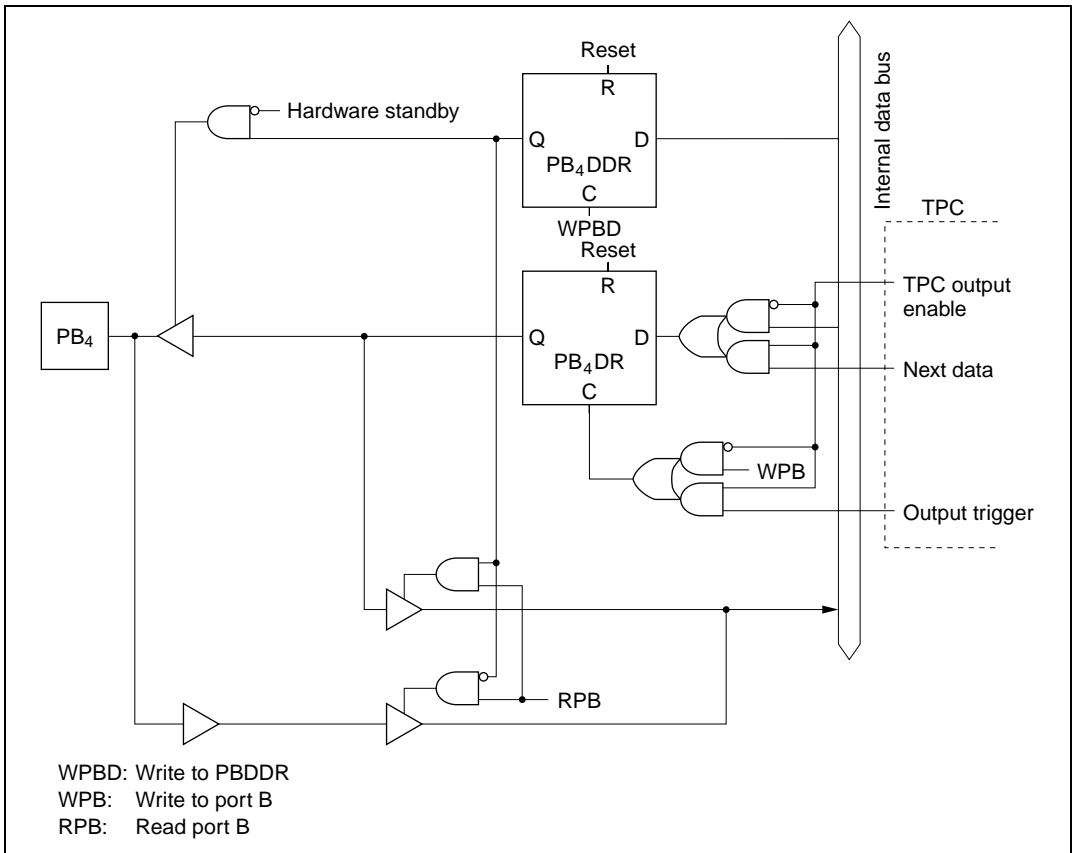 Reset
R
Hardware standby
Q
D
PB4DDR
C
WPBD
Internal data bus
TPC
Reset
R
TPC output
enable
PB4
Q
D
PB4DR
C
Next data
WPB
Output trigger
RPB
WPBD: Write to PBDDR
WPB: Write to port B
RPB: Read port B